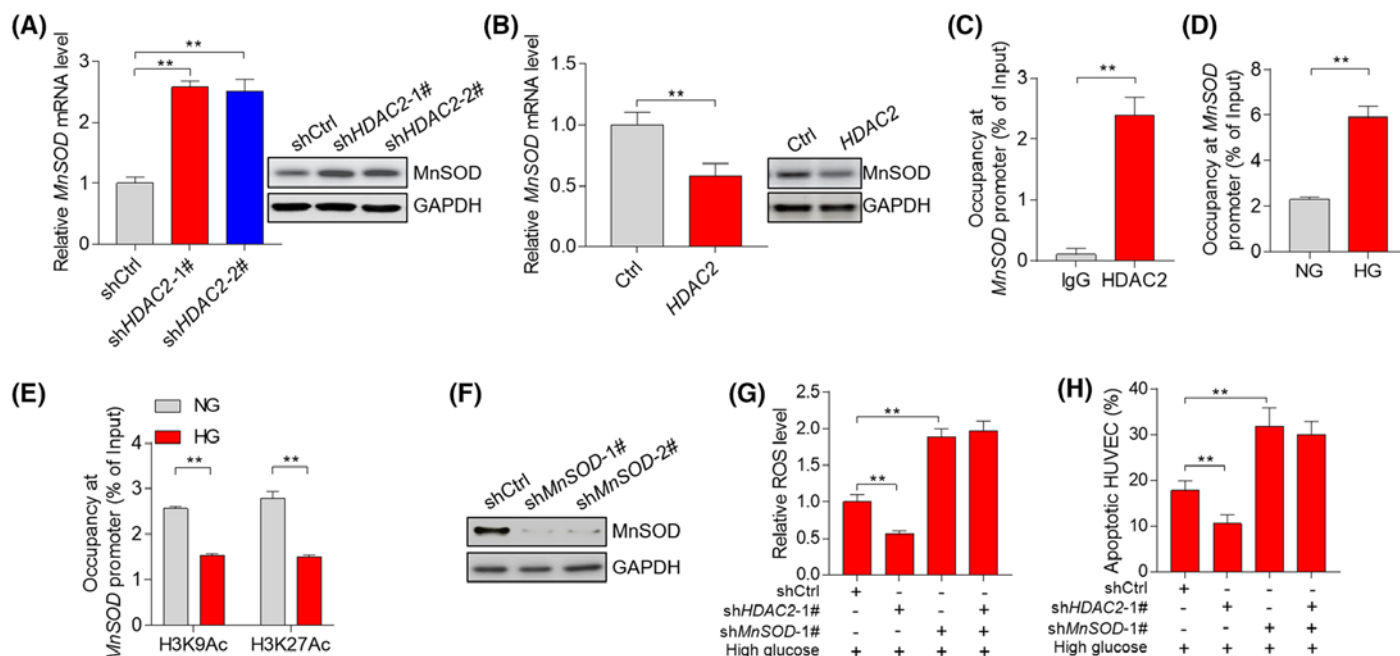 (A)
Relative MnSOD mRNA level
3
2
1
0
**
**
shCtrl
shHDAC2-1#
shHDAC2-2#
shCtrl
shHDAC2-1#
shHDAC2-2#
MnSOD
GAPDH
(B)
Relative MnSOD mRNA level
1.5
1.0
0.5
0.0
**
Ctrl
HDAC2
Ctrl
HDAC2
MnSOD
GAPDH
(C)
Occupancy at
MnSOD promoter (% of Input)
3
2
1
0
**
IgG HDAC2
(D)
Occupancy at MnSOD
promoter (% of Input)
8
6
4
2
0
**
NG HG
(E)
NG
HG
Occupancy at
MnSOD promoter (% of Input)
4
3
2
1
0
**
**
H3K9Ac H3K27Ac
(F)
shCtrl
shMnSOD-1#
shMnSOD-2#
MnSOD
GAPDH
(G)
Relative ROS level
2.5
2.0
1.5
1.0
0.5
0.0
**
**
shCtrl + - - -
shHDAC2-1# - + - +
shMnSOD-1# - - + +
High glucose + + + +
(H)
Apoptotic HUVEC (%)
40
30
20
10
0
**
**
shCtrl + - - -
shHDAC2-1# - + - +
shMnSOD-1# - - + +
High glucose + + + +